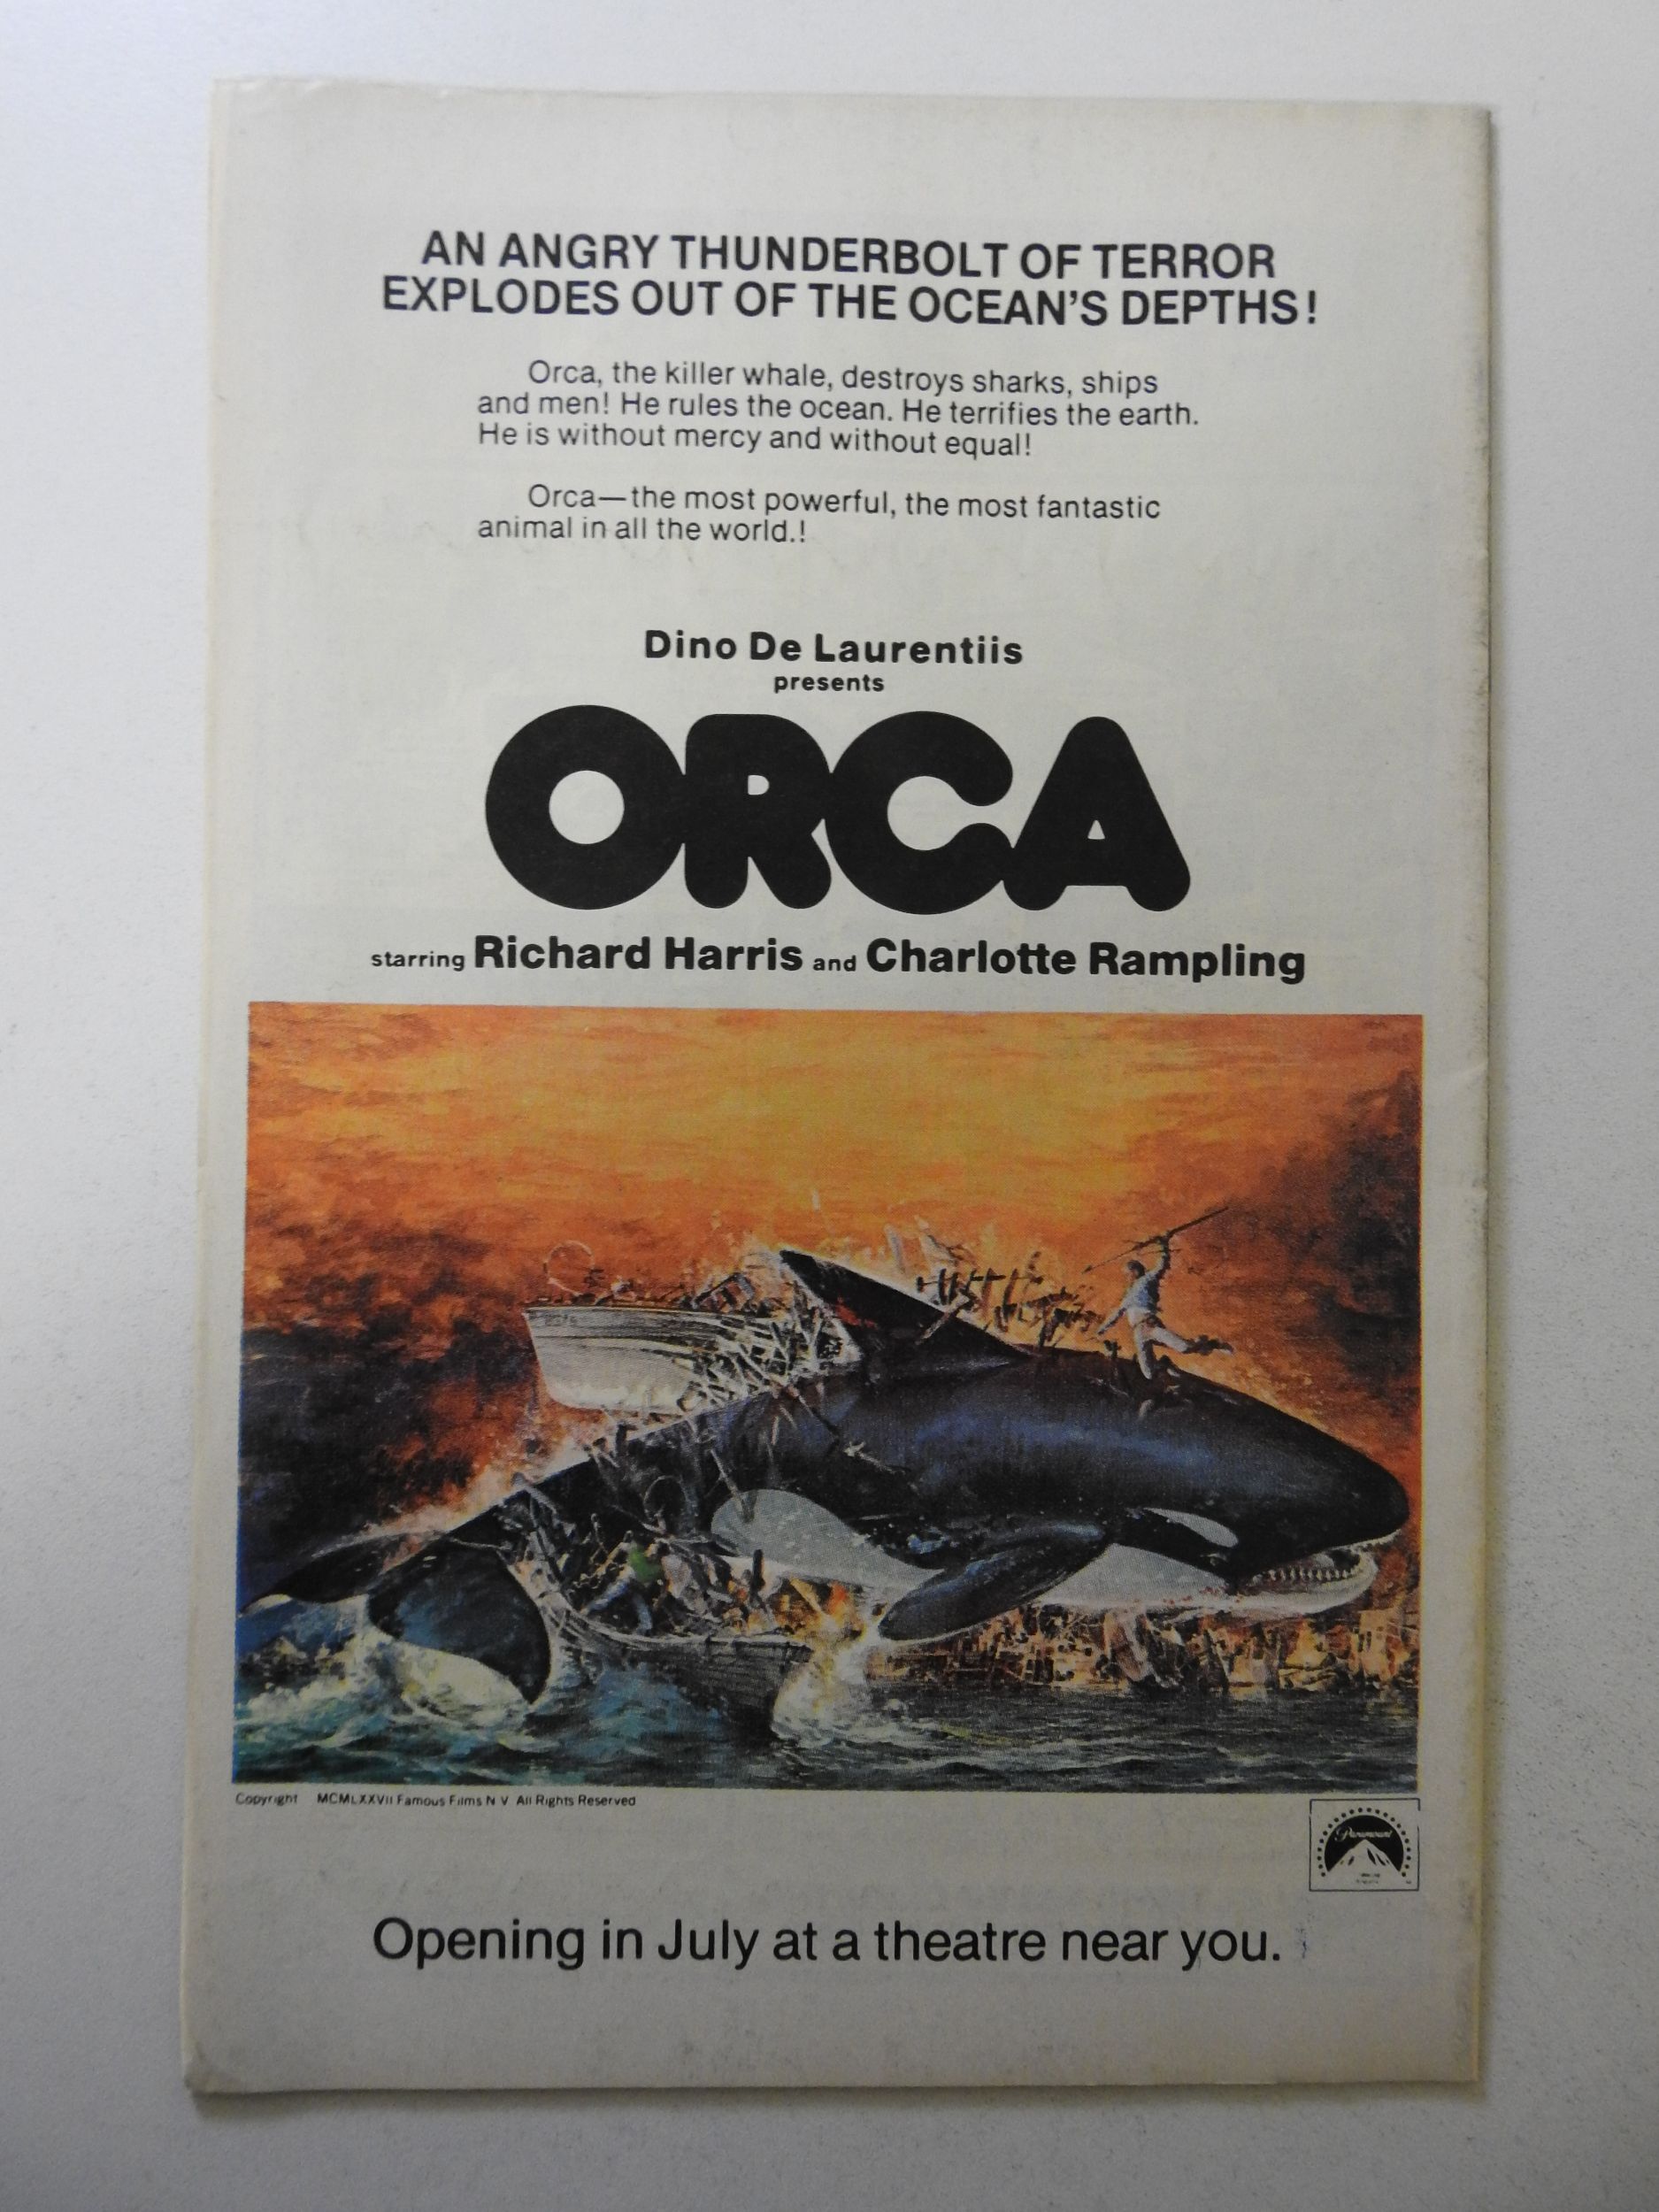 AN ANGRY THUNDERBOLT OF TERROR
EXPLODES OUT OF THE OCEAN'S DEPTHS!
Orca, the killer whale, destroys sharks, ships
and men! He rules the ocean. He terrifies the earth.
He is without mercy and without equal!
Orca—the most powerful, the most fantastic
animal in all the world.!
Dino De Laurentiis
presents
ORCA
starring Richard Harris and Charlotte Rampling
Copyright MCMLXXVII Famous Films N V All Rights Reserved
Paramount
Opening in July at a theatre near you.